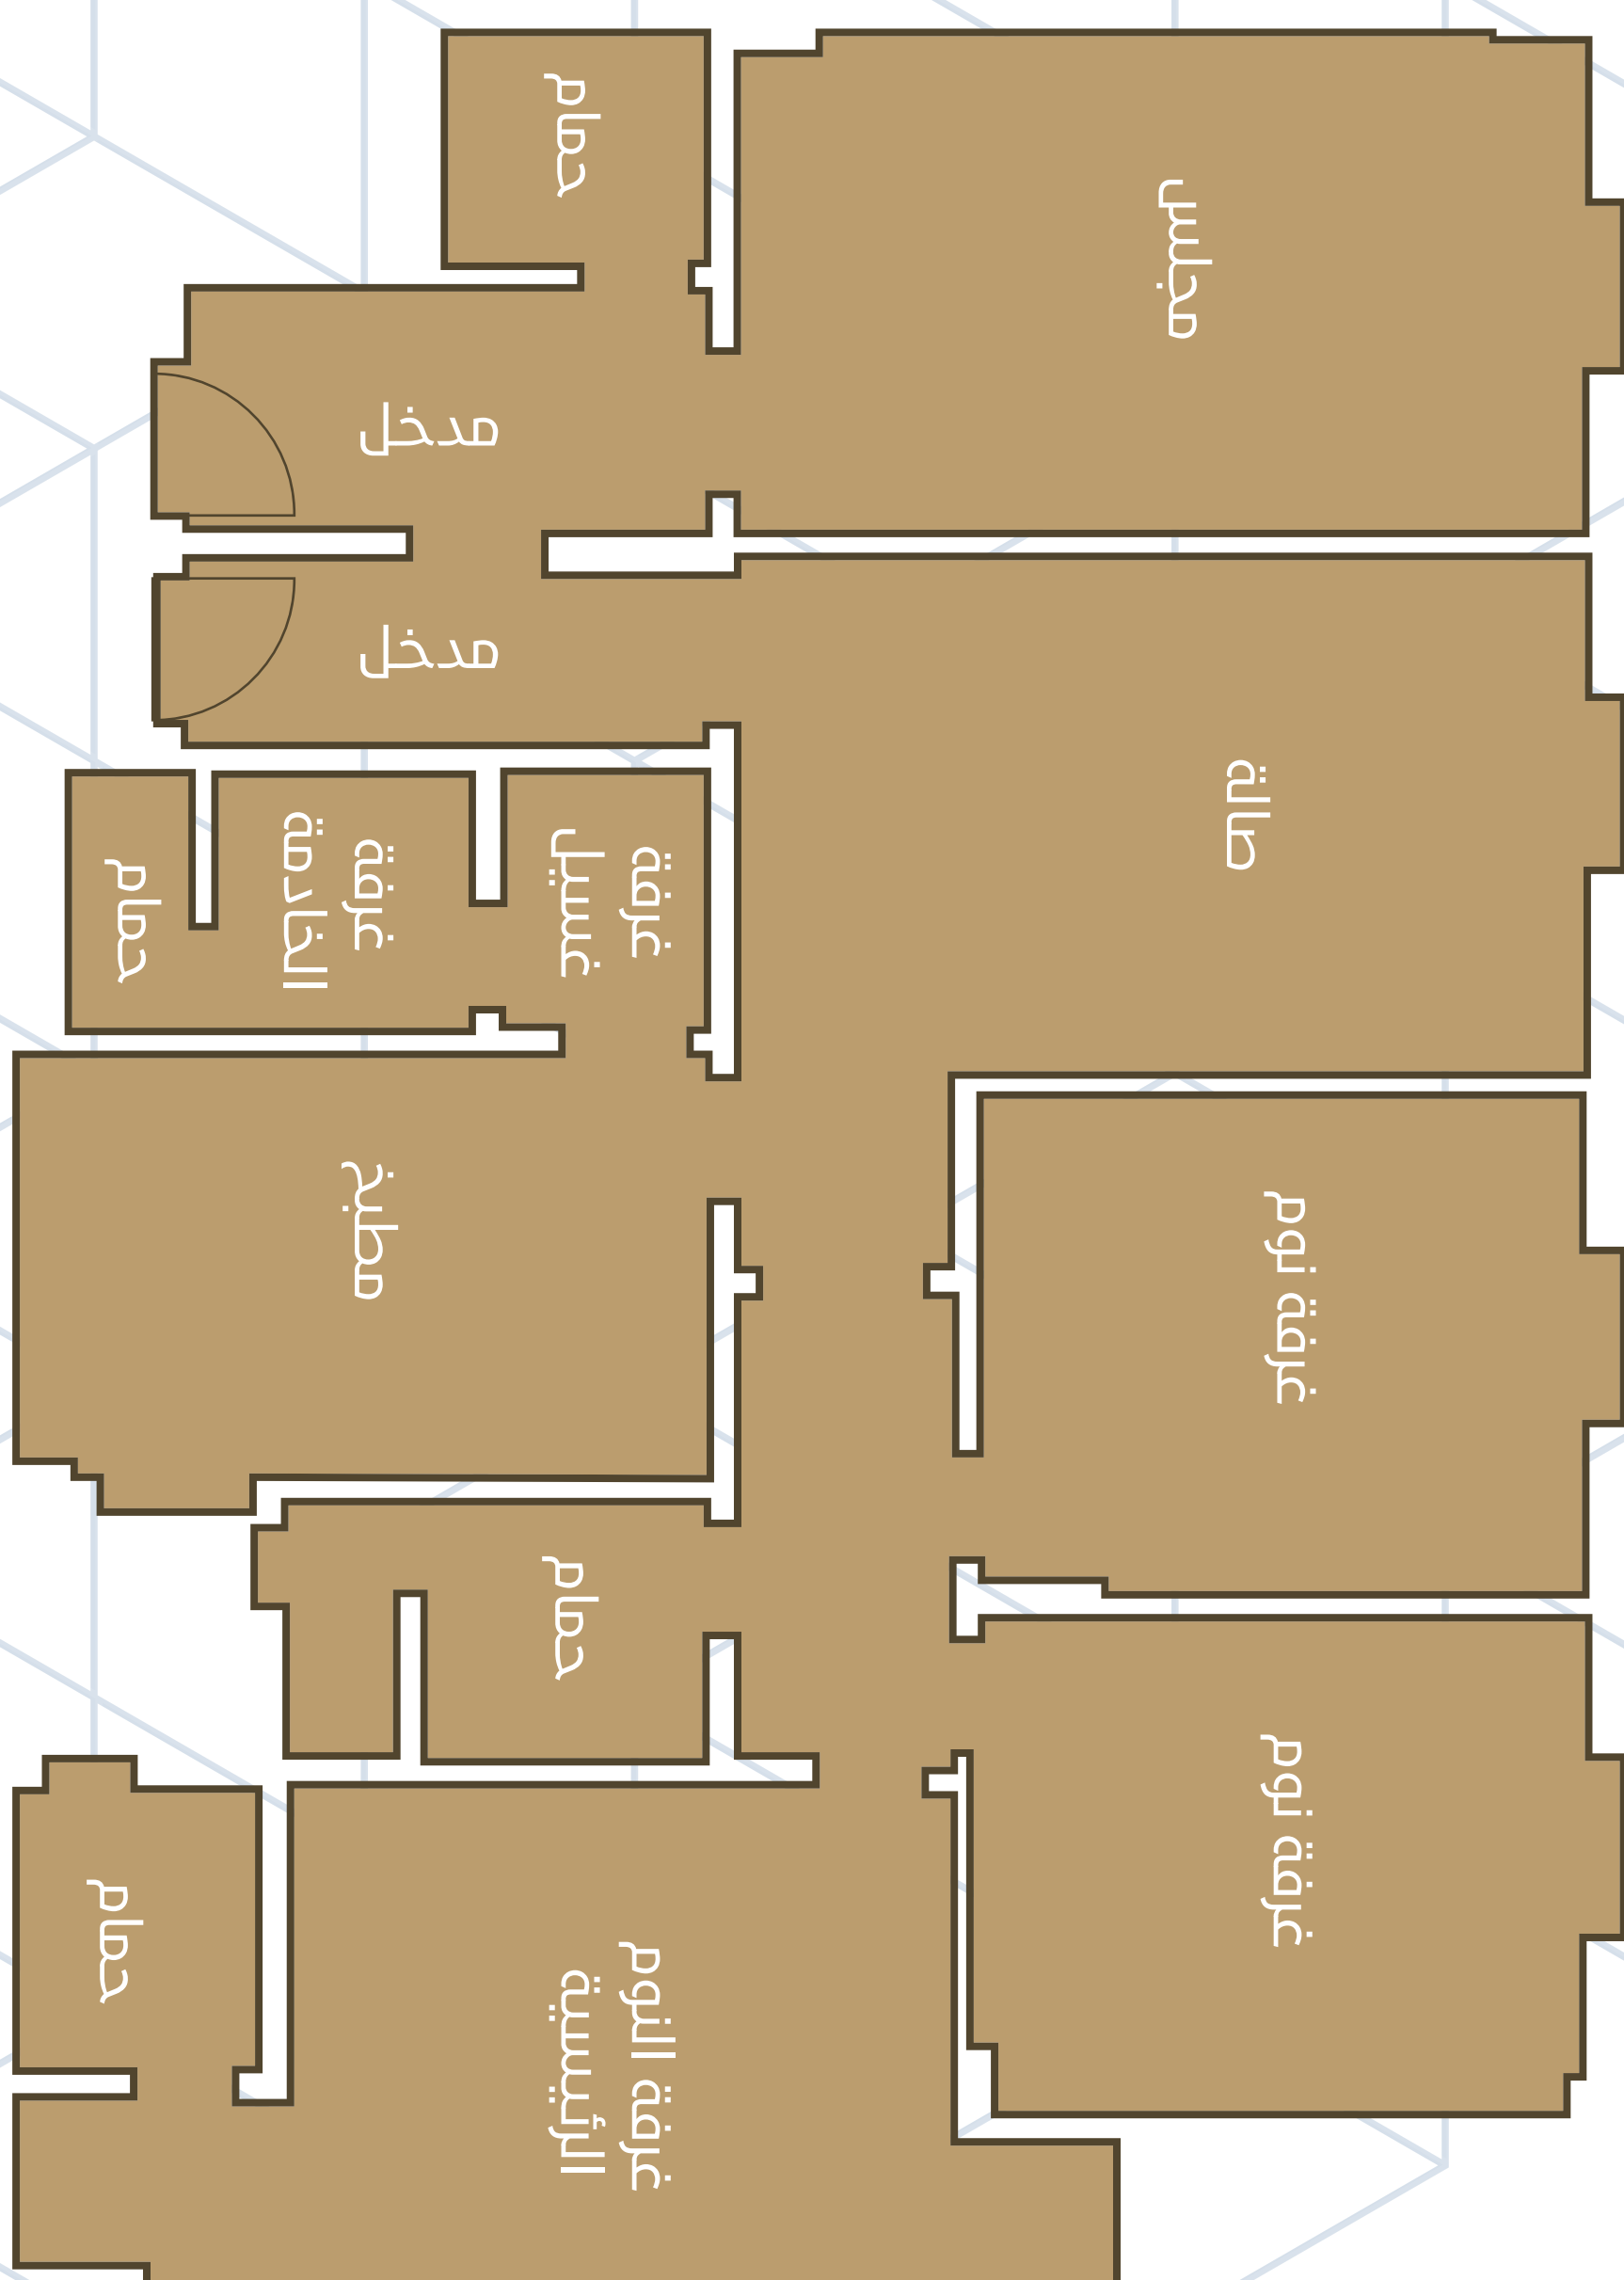 حمام
مجلس
مدخل
مدخل
صالة
غرفة
غسيل
غرفة
الخادمة
حمام
مطبخ
غرفة نوم
حمام
غرفة نوم
حمام
غرفة النوم
الرئيسية